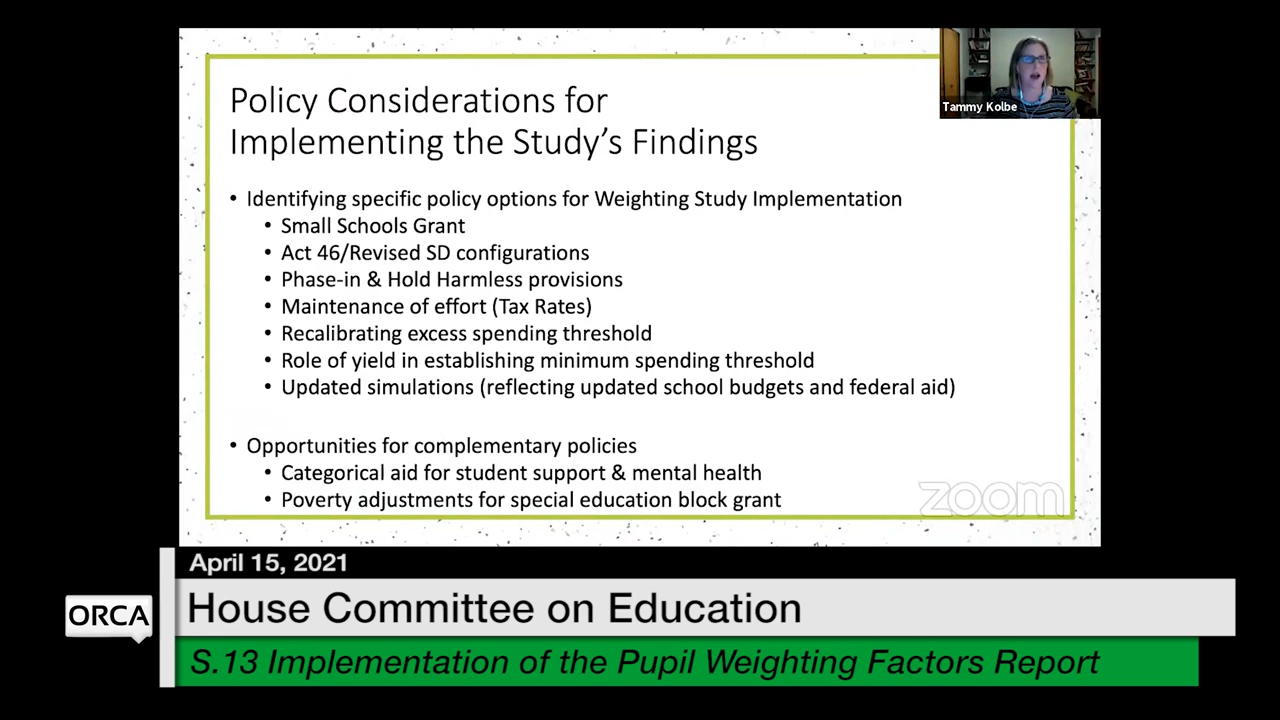 Policy Considerations for
Implementing the Study's Findings
Tammy Kolbe
• Identifying specific policy options for Weighting Study Implementation
• Small Schools Grant
• Act 46/Revised SD configurations
• Phase-in & Hold Harmless provisions
• Maintenance of effort (Tax Rates)
• Recalibrating excess spending threshold
• Role of yield in establishing minimum spending threshold
• Updated simulations (reflecting updated school budgets and federal aid)
• Opportunities for complementary policies
• Categorical aid for student support & mental health
• Poverty adjustments for special education block grant
zoom
April 15, 2021
ORCA
House Committee on Education
S.13 Implementation of the Pupil Weighting Factors Report